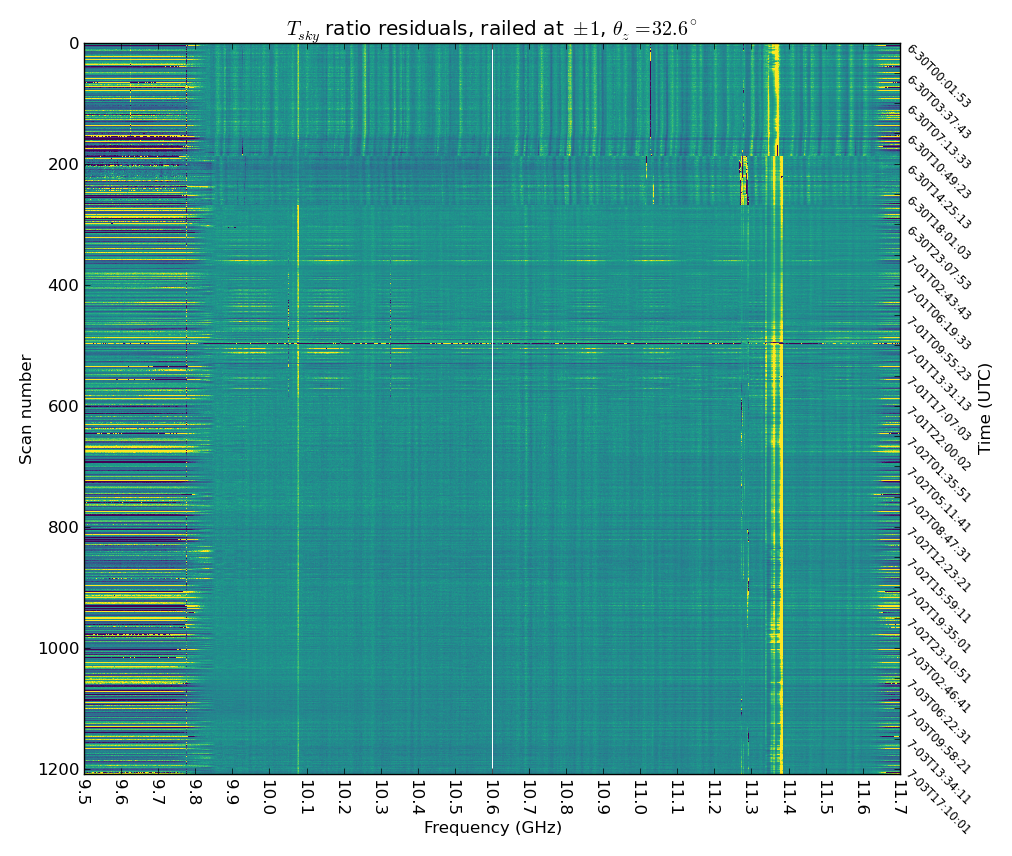 T_sky ratio residuals, railed at ±1, θ_z=32.6°
0
200
400
600
800
1000
1200
Scan number
9.5
9.6
9.7
9.8
9.9
10.0
10.1
10.2
10.3
10.4
10.5
10.6
10.7
10.8
10.9
11.0
11.1
11.2
11.3
11.4
11.5
11.6
11.7
Frequency (GHz)
6-30T00:01:53
6-30T03:37:43
6-30T07:13:33
6-30T10:49:23
6-30T14:25:13
6-30T18:01:03
6-30T23:07:53
7-01T02:43:43
7-01T06:19:33
7-01T09:55:23
7-01T13:31:13
7-01T17:07:03
7-01T22:00:02
7-02T01:35:51
7-02T05:11:41
7-02T08:47:31
7-02T12:23:21
7-02T15:59:11
7-02T19:35:01
7-02T23:10:51
7-03T02:46:41
7-03T06:22:31
7-03T09:58:21
7-03T13:34:11
7-03T17:10:01
Time (UTC)